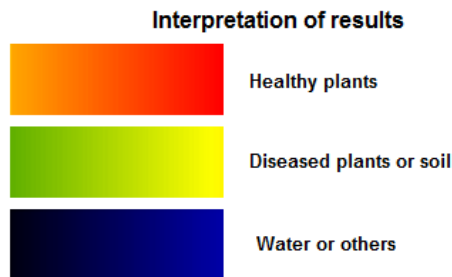 Interpretation of results
Healthy plants
Diseased plants or soil
Water or others